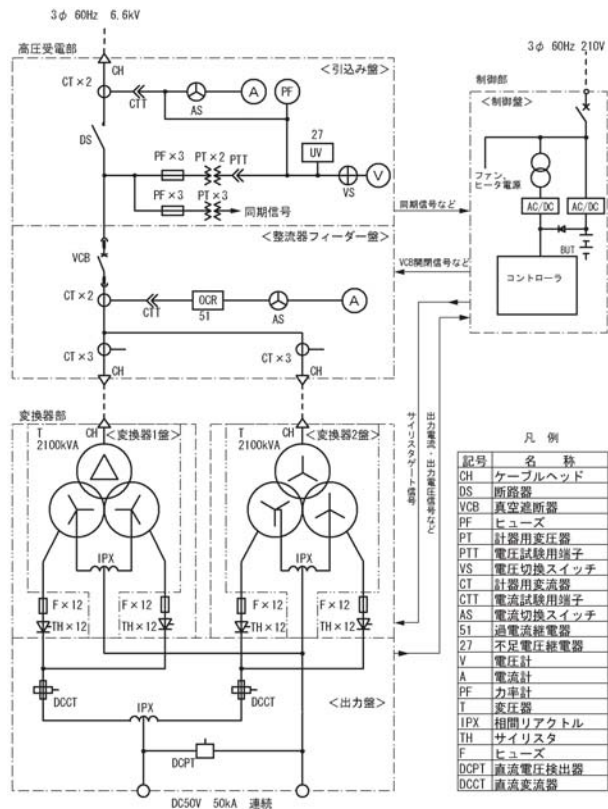 3φ 60Hz 6.6kV
高圧受電部
CH
<引込み盤>
CT×2
CTT
AS
A
PF
DS
27
UV
PF×3
PT×2
PTT
VS
V
PF×3
PT×3
同期信号
<整流器フィーダー盤>
VCB
CT×2
CTT
OCR
51
AS
A
CT×3
CT×3
CH
CH
3φ 60Hz 210V
制御部
<制御盤>
ファン、
ヒータ電源
AC/DC
AC/DC
BUT
コントローラ
同期信号など
VCB開閉信号など
サイリスタゲート信号
出力電流・出力電圧信号など
変換器部
CH
<変換器1盤>
T
2100kVA
IPX
F×12
F×12
TH×12
TH×12
CH
<変換器2盤>
T
2100kVA
IPX
F×12
F×12
TH×12
TH×12
DCCT
DCCT
IPX
<出力盤>
DCPT
DC50V 50kA 連続
凡 例
記号 名 称
CH ケーブルヘッド
DS 断路器
VCB 真空遮断器
PF ヒューズ
PT 計器用変圧器
PTT 電圧試験用端子
VS 電圧切換スイッチ
CT 計器用変流器
CTT 電流試験用端子
AS 電流切換スイッチ
51 過電流継電器
27 不足電圧継電器
V 電圧計
A 電流計
PF 力率計
T 変圧器
IPX 相間リアクトル
TH サイリスタ
F ヒューズ
DCPT 直流電圧検出器
DCCT 直流変流器